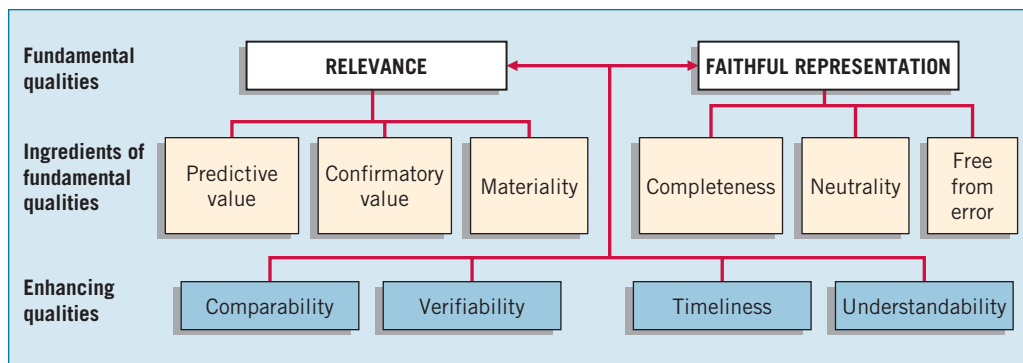 Fundamental
qualities
RELEVANCE
FAITHFUL REPRESENTATION
Ingredients of
fundamental
qualities
Predictive
value
Confirmatory
value
Materiality
Completeness
Neutrality
Free
from
error
Enhancing
qualities
Comparability
Verifiability
Timeliness
Understandability